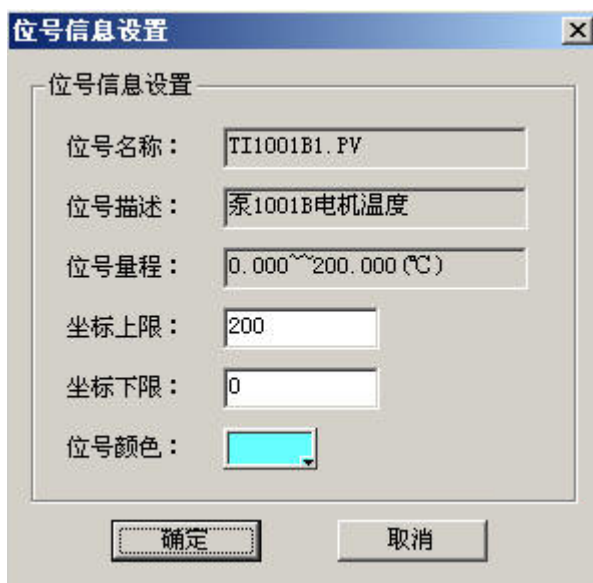 位号信息设置
位号信息设置
位号名称： TI1001B1.PV
位号描述： 泵1001B电机温度
位号量程： 0.000~~200.000(℃)
坐标上限： 200
坐标下限： 0
位号颜色：
确定 取消